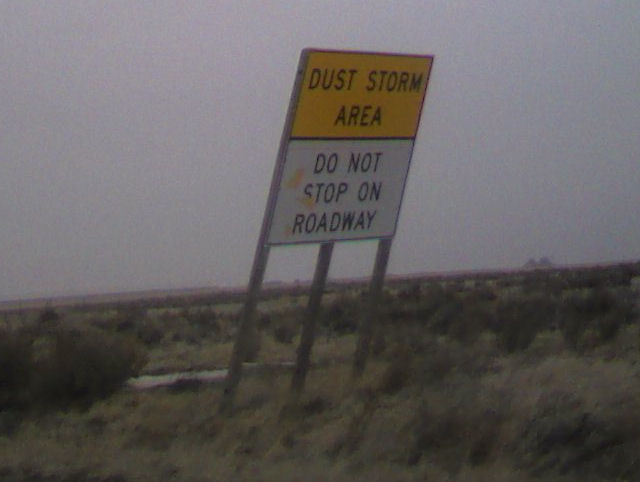 DUST STORM
AREA
DO NOT
STOP ON
ROADWAY